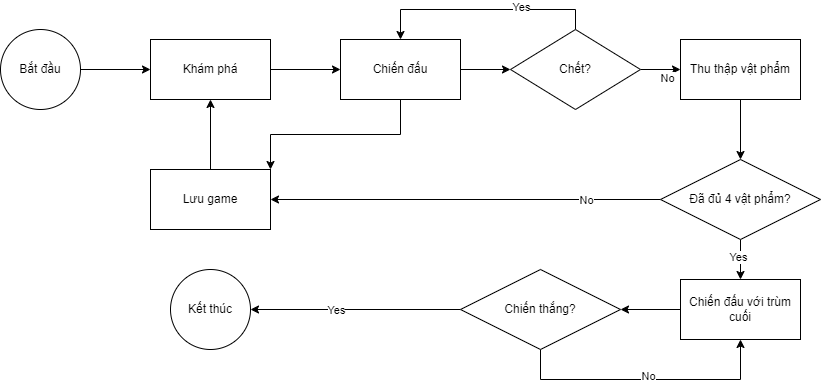 Yes
Bắt đầu
Khám phá
Chiến đấu
Chết?
No
Thu thập vật phẩm
Lưu game
No
Đã đủ 4 vật phẩm?
Yes
Kết thúc
Yes
Chiến thắng?
Chiến đấu với trùm
cuối
No